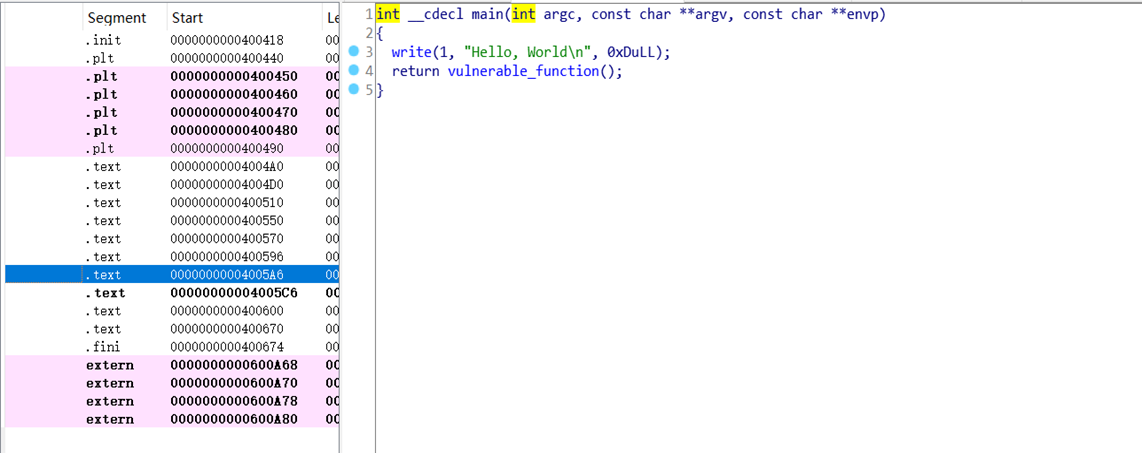 Segment Start Le
.init 0000000000400418 00
.plt 0000000000400440 00
.plt 0000000000400450 00
.plt 0000000000400460 00
.plt 0000000000400470 00
.plt 0000000000400480 00
.plt 0000000000400490 00
.text 00000000004004A0 00
.text 00000000004004D0 00
.text 0000000000400510 00
.text 0000000000400550 00
.text 0000000000400570 00
.text 0000000000400596 00
.text 00000000004005A6 00
.text 00000000004005C6 00
.text 0000000000400600 00
.text 0000000000400670 00
.fini 0000000000400674 00
extern 0000000000600A68 00
extern 0000000000600A70 00
extern 0000000000600A78 00
extern 0000000000600A80 00
1 int __cdecl main(int argc, const char **argv, const char **envp)
2 {
3 write(1, "Hello, World\n", 0xDuLL);
4 return vulnerable_function();
5 }